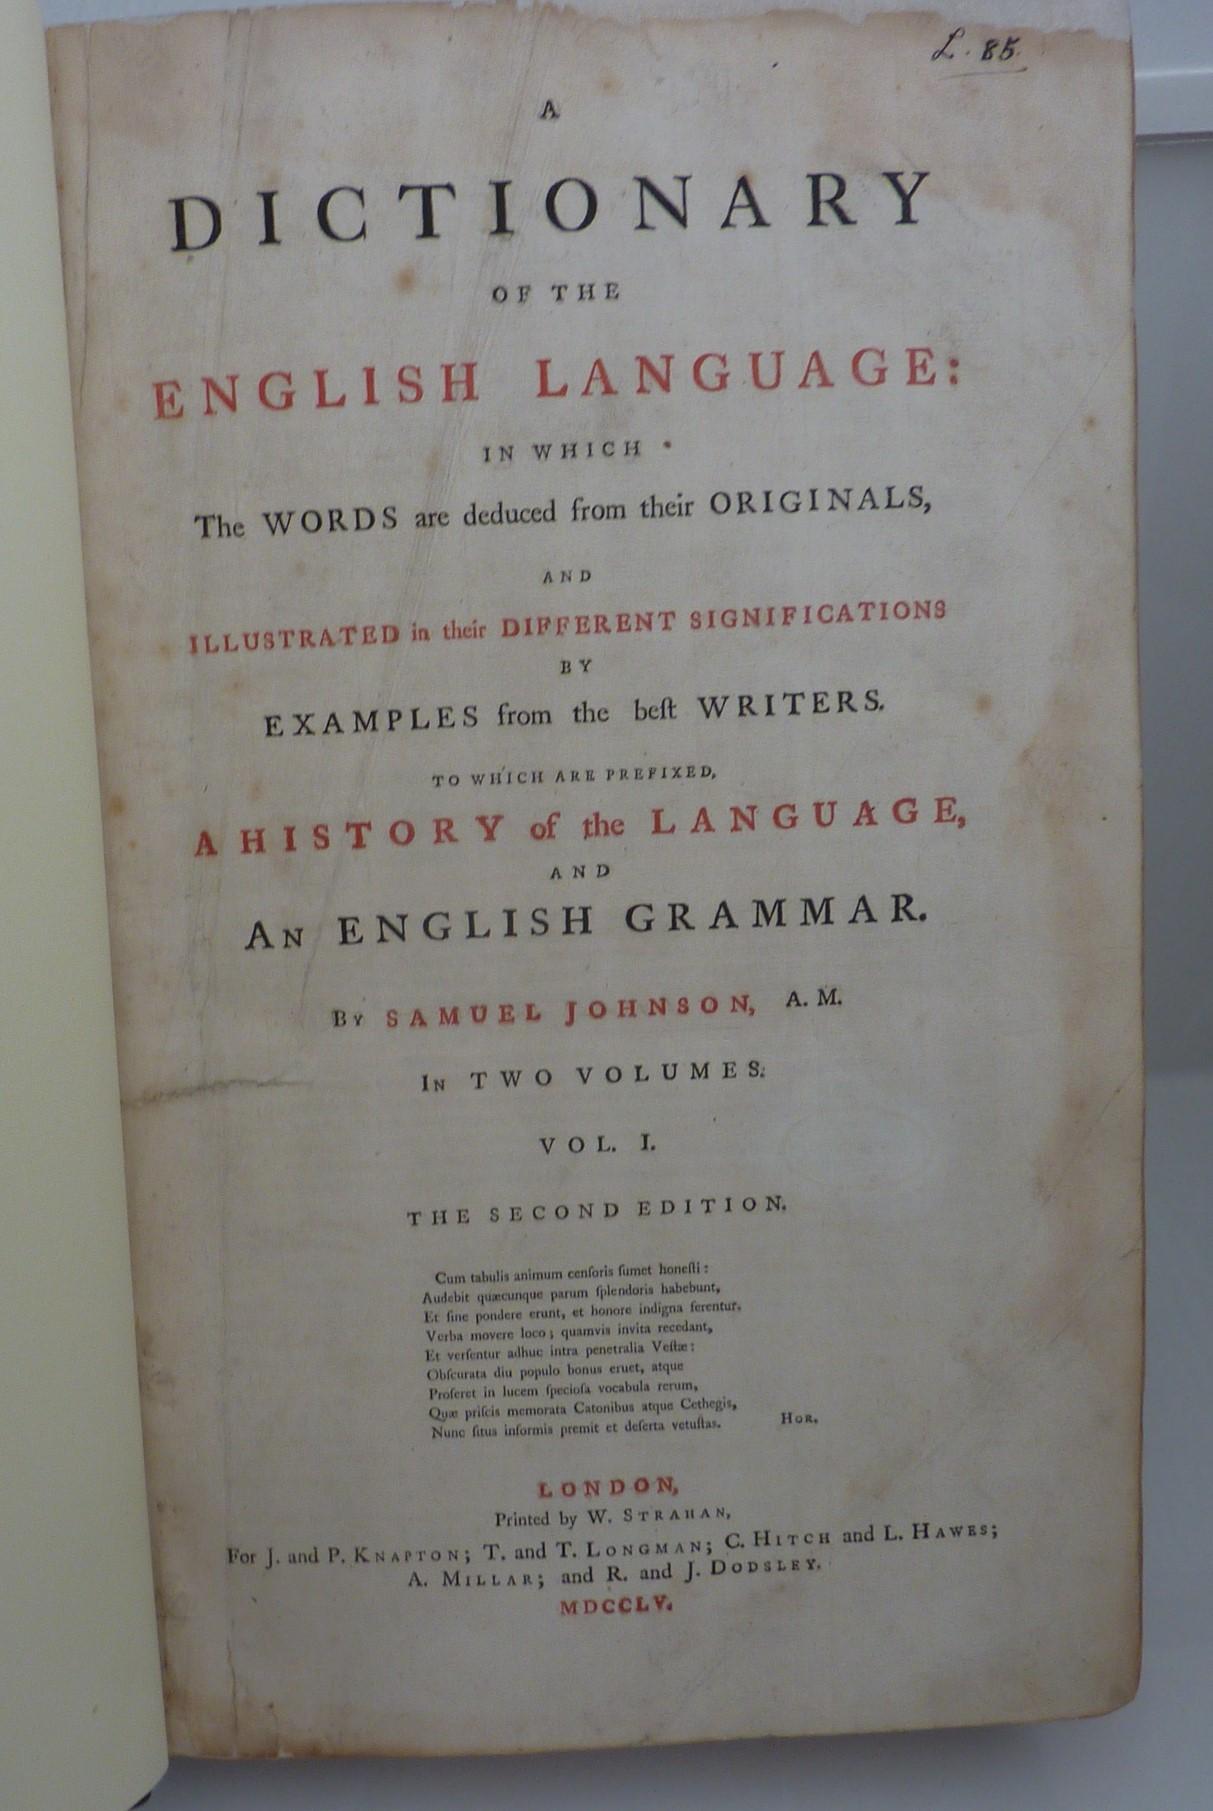 L. 85.
A
DICTIONARY
OF THE
ENGLISH LANGUAGE:
IN WHICH
The WORDS are deduced from their ORIGINALS,
AND
ILLUSTRATED in their DIFFERENT SIGNIFICATIONS
BY
EXAMPLES from the beſt WRITERS.
TO WHICH ARE PREFIXED,
A HISTORY of the LANGUAGE,
AND
AN ENGLISH GRAMMAR.
BY SAMUEL JOHNSON, A. M.
IN TWO VOLUMES.
VOL. I.
THE SECOND EDITION.
Cum tabulis animum cenſoris ſumet honeſti:
Audebit quæcunque parum ſplendoris habebunt,
Et ſine pondere erunt, et honore indigna ferentur,
Verba movere loco; quamvis invita recedant,
Et verſentur adhuc intra penetralia Veſtæ:
Obſcurata diu populo bonus eruet, atque
Proferet in lucem ſpecioſa vocabula rerum,
Quæ priſcis memorata Catonibus atque Cethegis,
Nunc ſitus informis premit et deſerta vetuſtas. HOR.
LONDON,
Printed by W. STRAHAN,
For J. and P. KNAPTON; T. and T. LONGMAN; C. HITCH and L. HAWES;
A. MILLAR; and R. and J. DODSLEY.
MDCCLV.